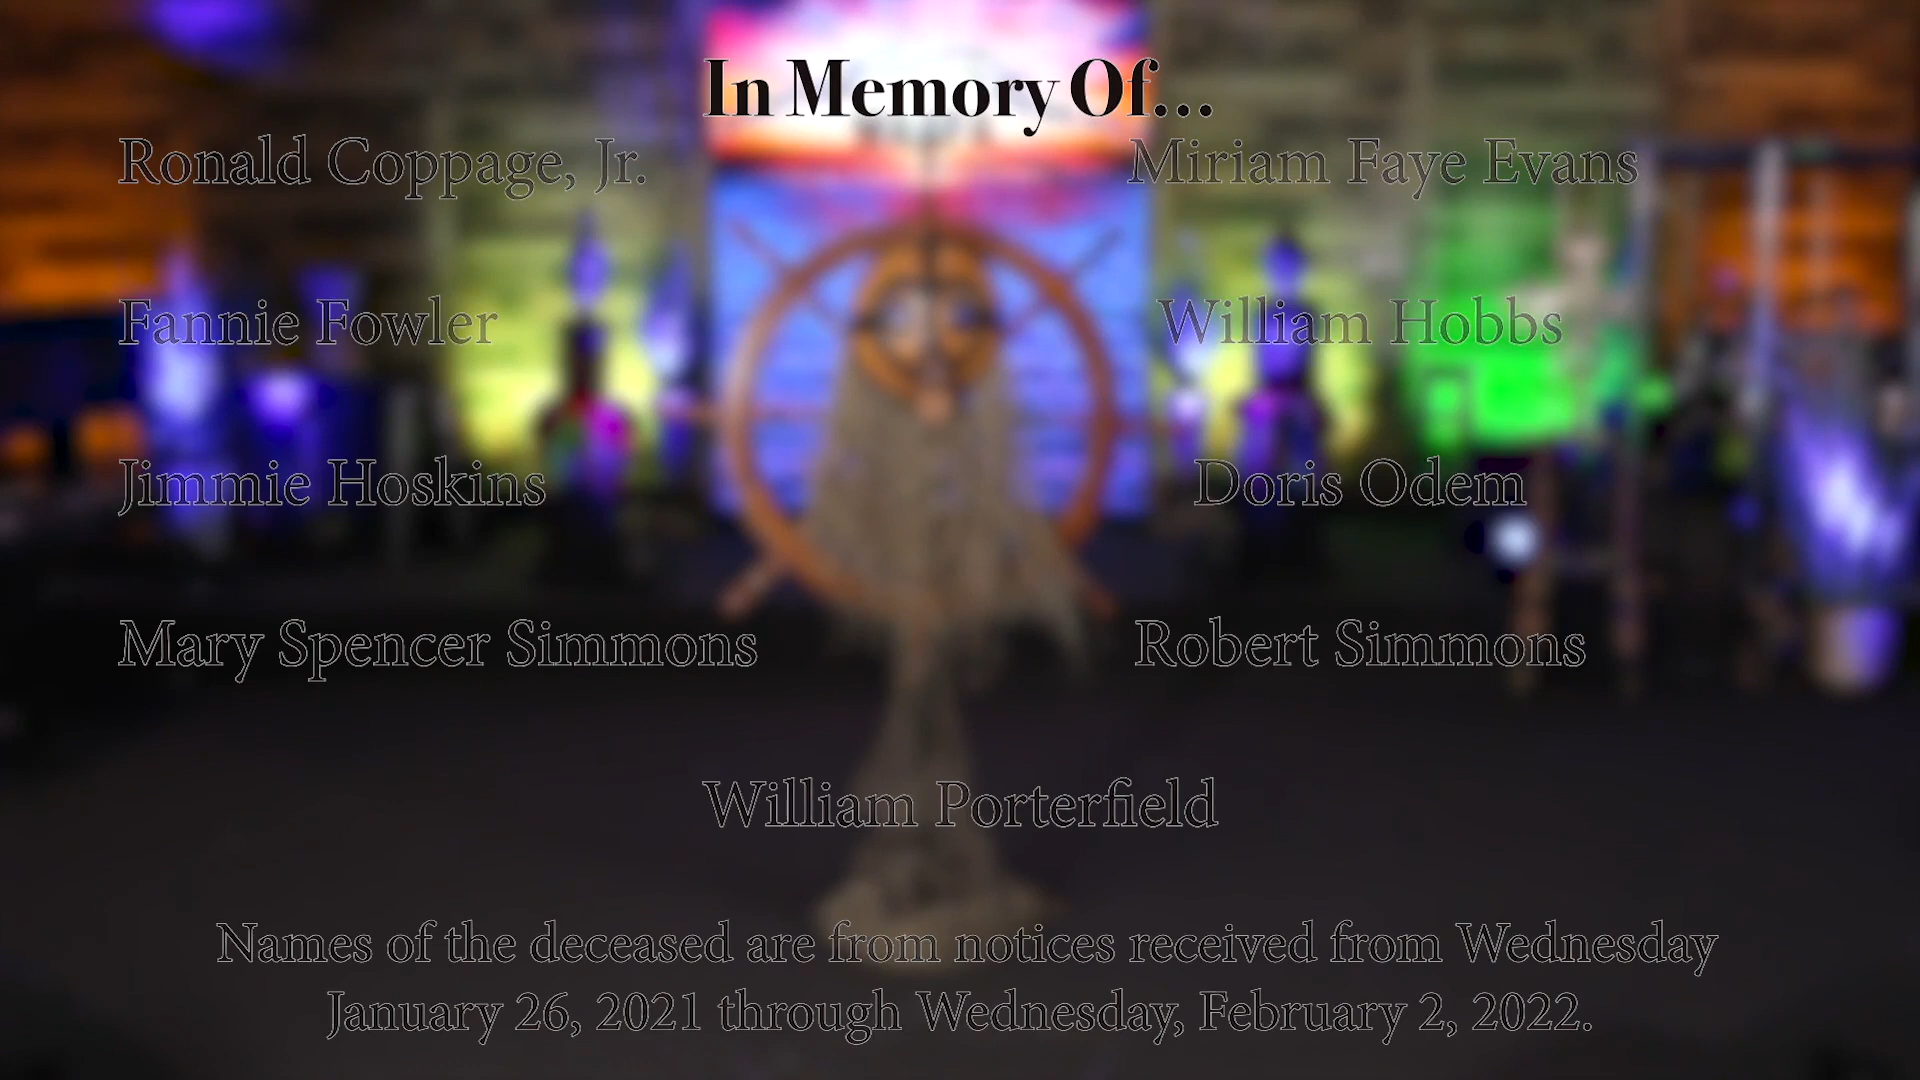 In Memory Of...
Ronald Coppage, Jr.
Miriam Faye Evans
Fannie Fowler
William Hobbs
Jimmie Hoskins
Doris Odem
Mary Spencer Simmons
Robert Simmons
William Porterfield
Names of the deceased are from notices received from Wednesday
January 26, 2021 through Wednesday, February 2, 2022.